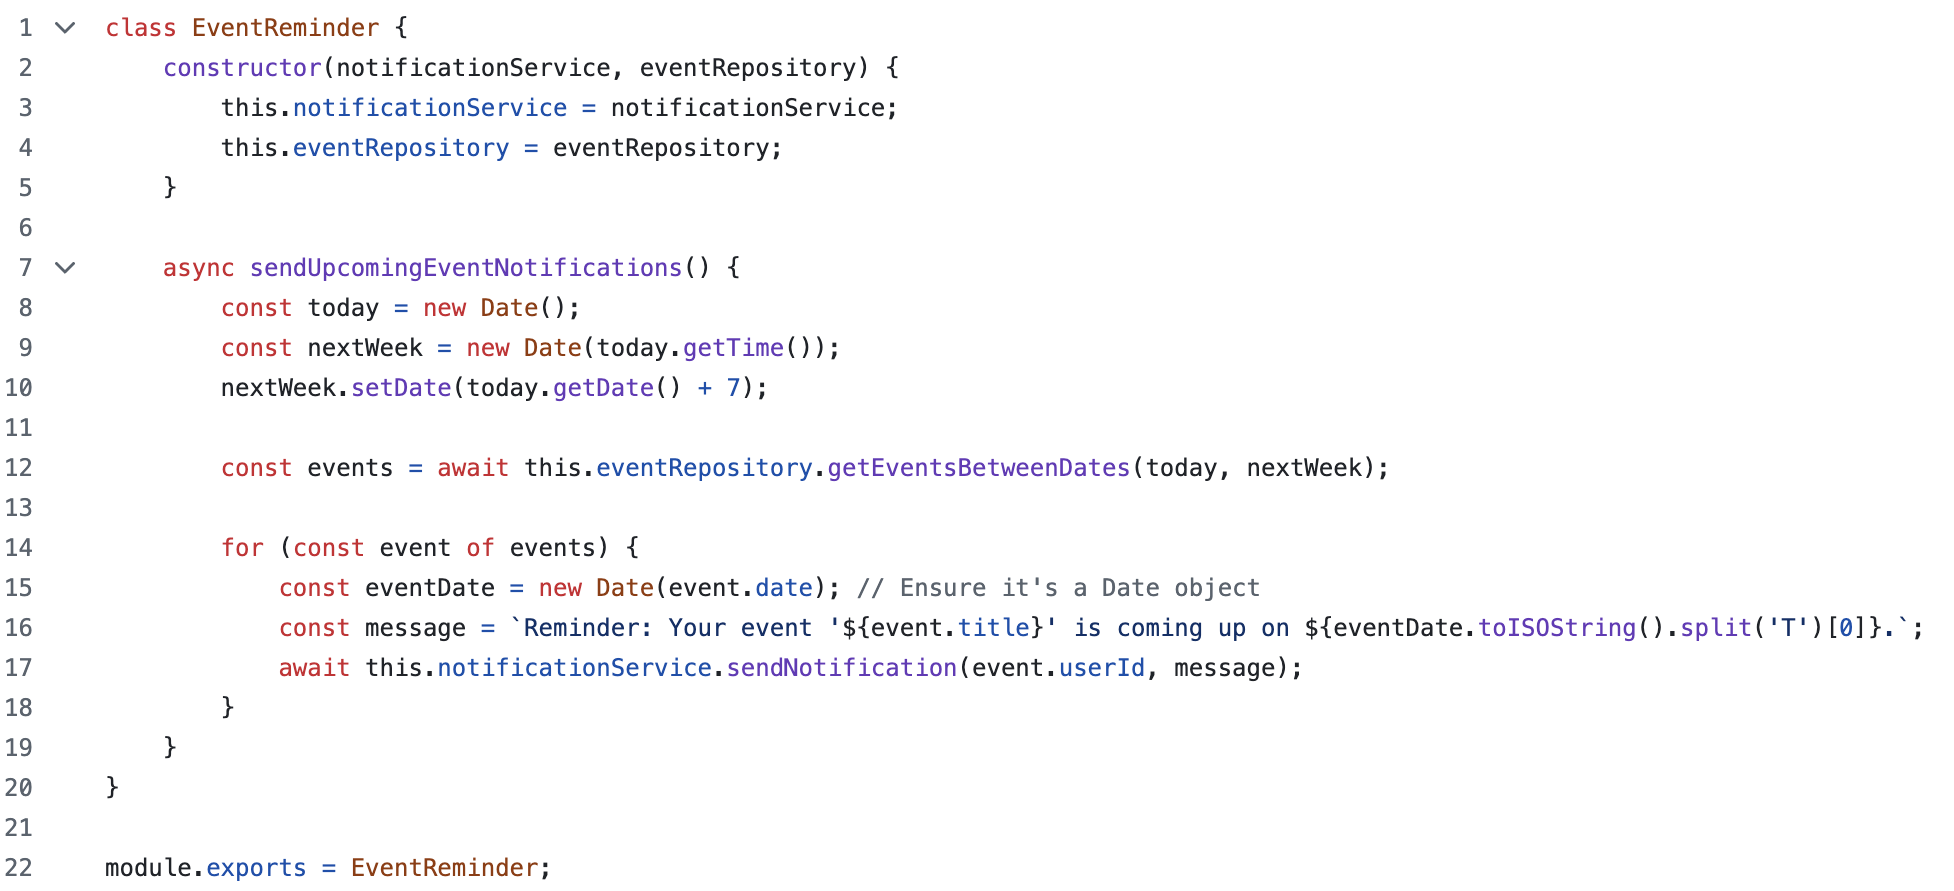 1 class EventReminder {
2 constructor(notificationService, eventRepository) {
3 this.notificationService = notificationService;
4 this.eventRepository = eventRepository;
5 }
6
7 async sendUpcomingEventNotifications() {
8 const today = new Date();
9 const nextWeek = new Date(today.getTime());
10 nextWeek.setDate(today.getDate() + 7);
11
12 const events = await this.eventRepository.getEventsBetweenDates(today, nextWeek);
13
14 for (const event of events) {
15 const eventDate = new Date(event.date); // Ensure it's a Date object
16 const message = `Reminder: Your event '${event.title}' is coming up on ${eventDate.toISOString().split('T')[0]}.`;
17 await this.notificationService.sendNotification(event.userId, message);
18 }
19 }
20 }
21
22 module.exports = EventReminder;